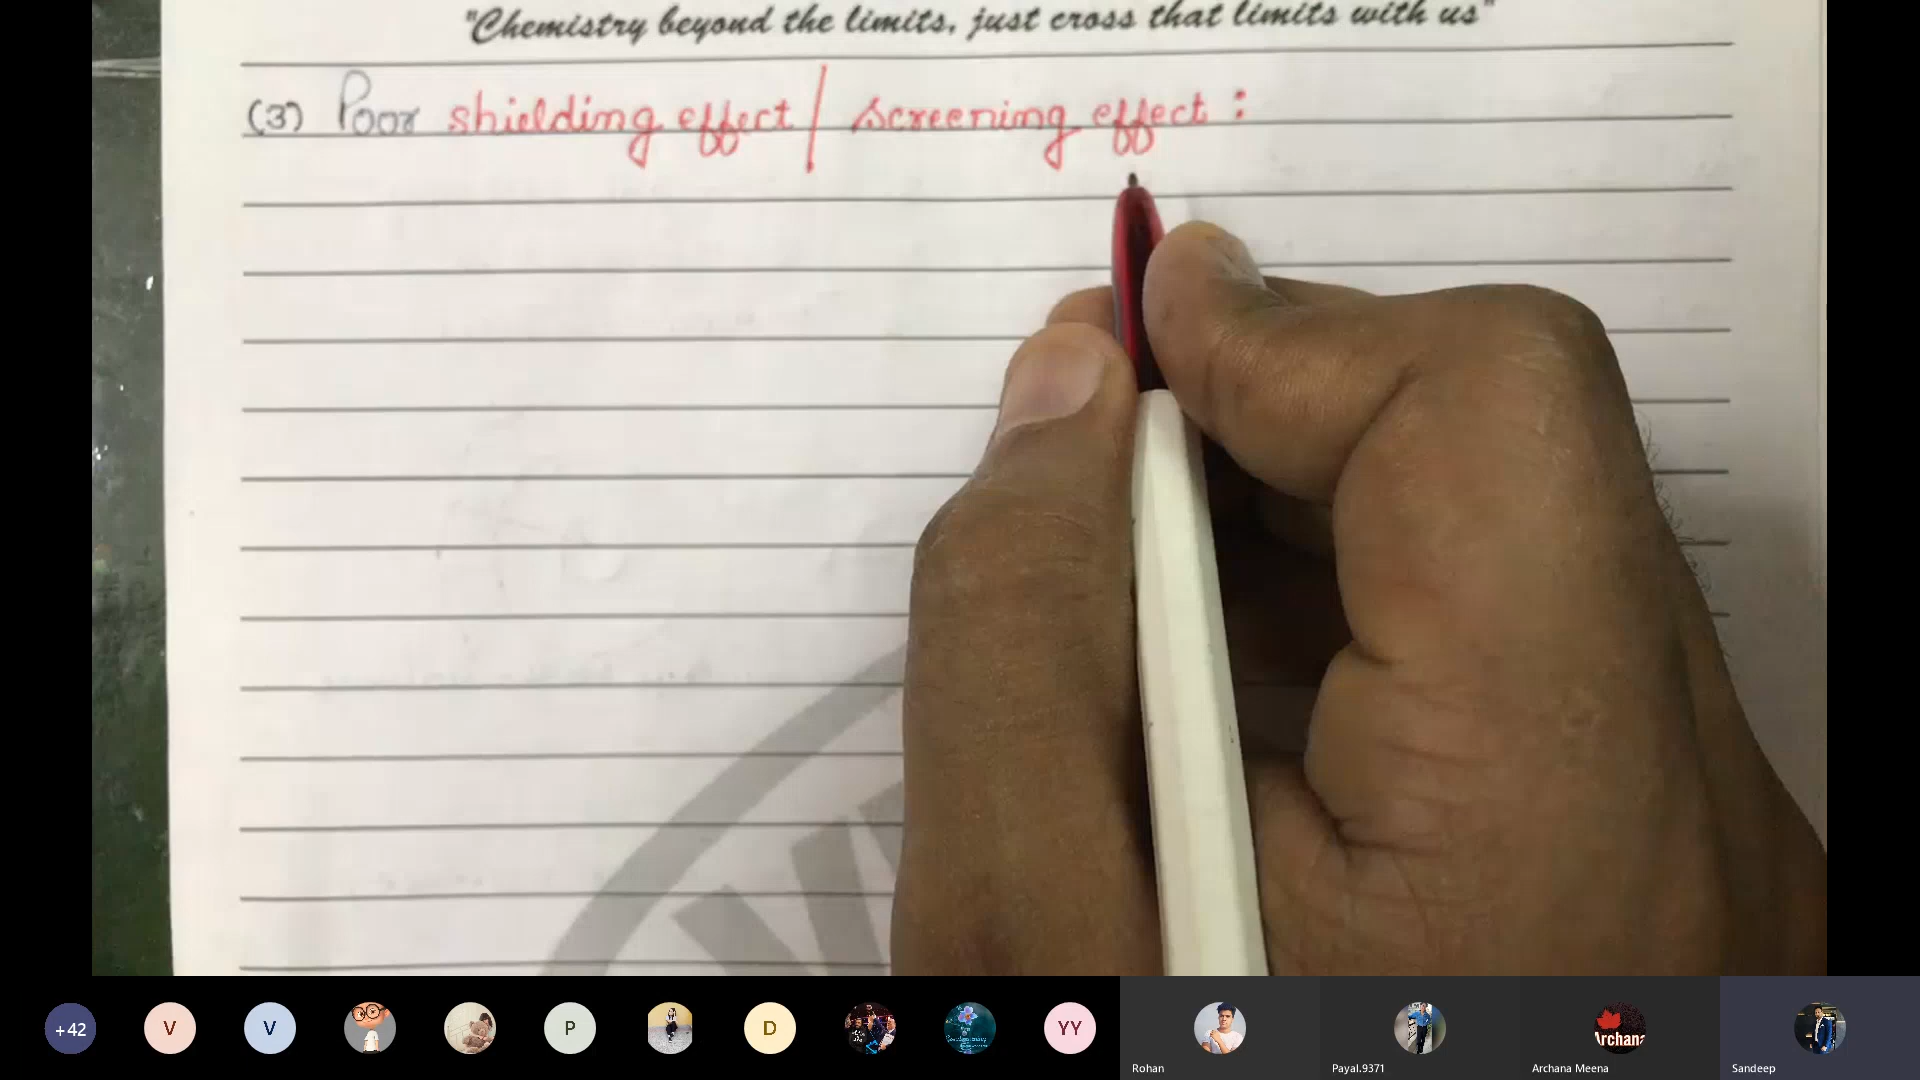 "Chemistry beyond the limits, just cross that limits with us"
(3) Poor shielding effect / screening effect :
+42
V
V
P
D
YY
Rohan
Payal.9371
Archana
Archana Meena
Sandeep